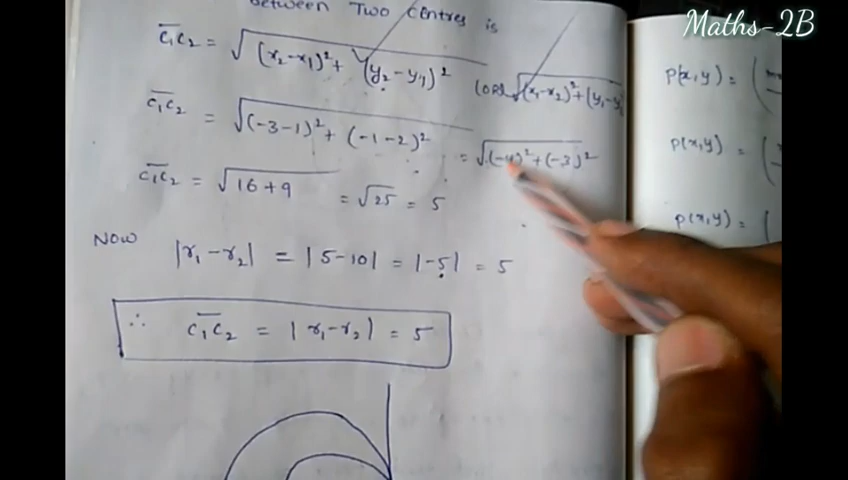 Maths-2B
between Two centres is
C₁C₂ = √(x₂-x₁)² + (y₂-y₁)² (OR) √(x₁-x₂)² + (y₁-y₂
C₁C₂ = √(-3-1)² + (-1-2)² = √(-4)² + (-3)²
C₁C₂ = √16+9 = √25 = 5
Now |r₁-r₂| = |5-10| = |-5| = 5
∴ C₁C₂ = |r₁-r₂| = 5
P(x,y) = (
P(x,y) = (
P(x,y) = (